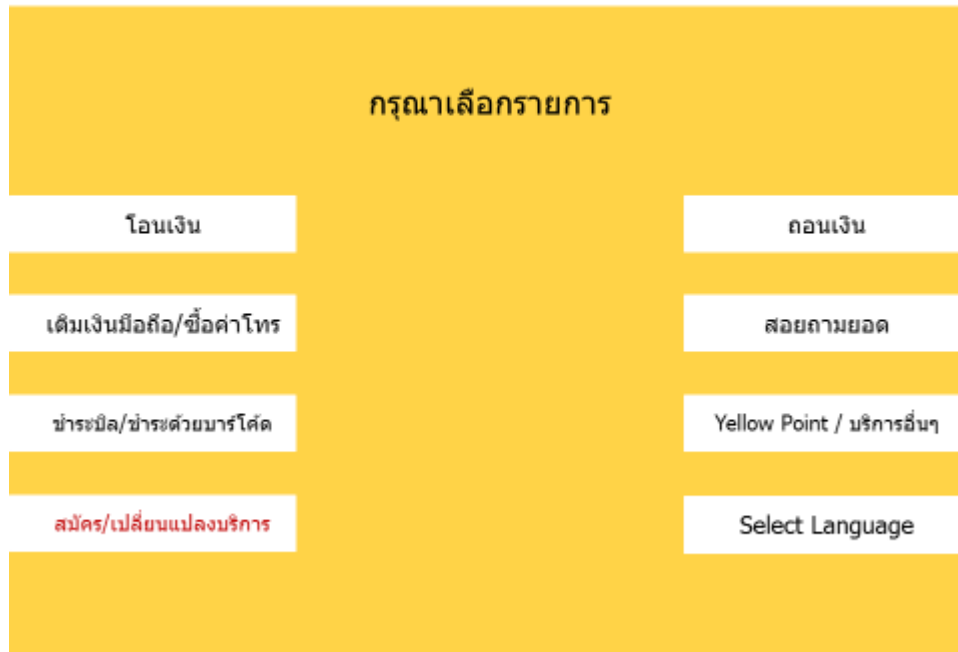 กรุณาเลือกรายการ
โอนเงิน
ถอนเงิน
เติมเงินมือถือ/ซื้อค่าโทร
สอยถามยอด
ชำระบิล/ชำระด้วยบาร์โค้ด
Yellow Point / บริการอื่นๆ
สมัคร/เปลี่ยนแปลงบริการ
Select Language